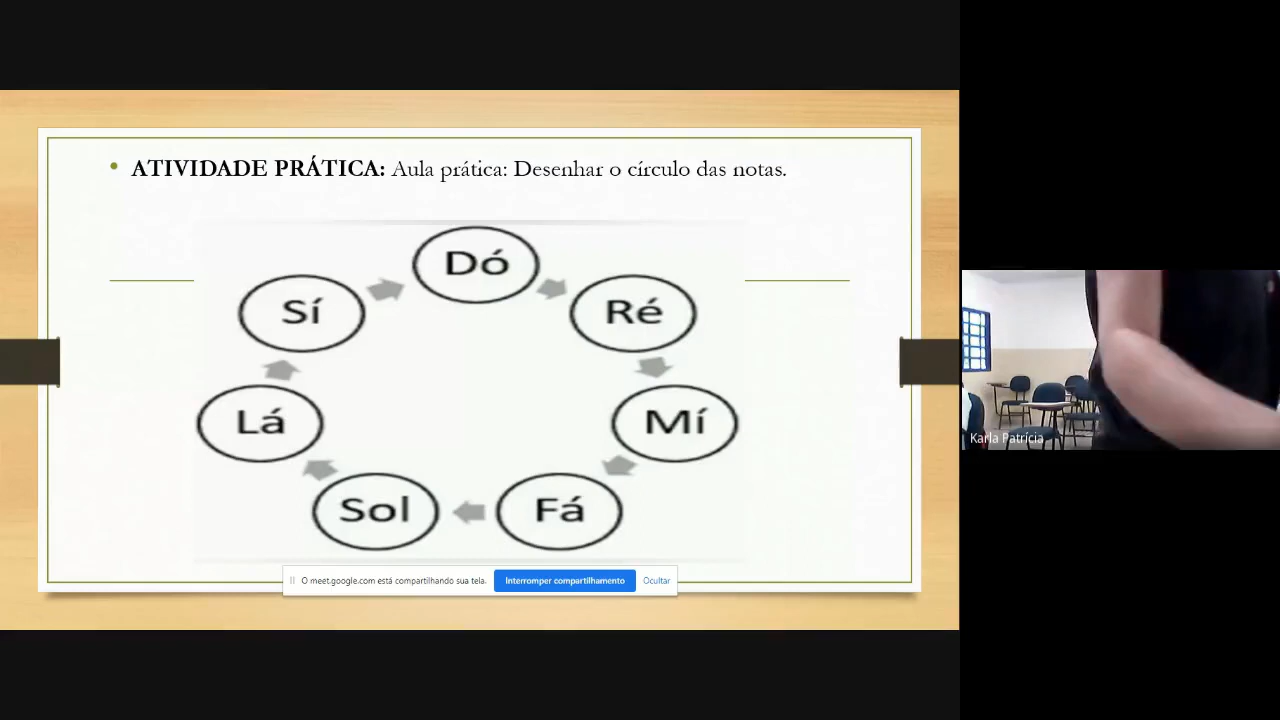 • ATIVIDADE PRÁTICA: Aula prática: Desenhar o círculo das notas.
Dó
Ré
Mí
Fá
Sol
Lá
Sí
O meet.google.com está compartilhando sua tela. Interromper compartilhamento Ocultar
Karla Patrícia